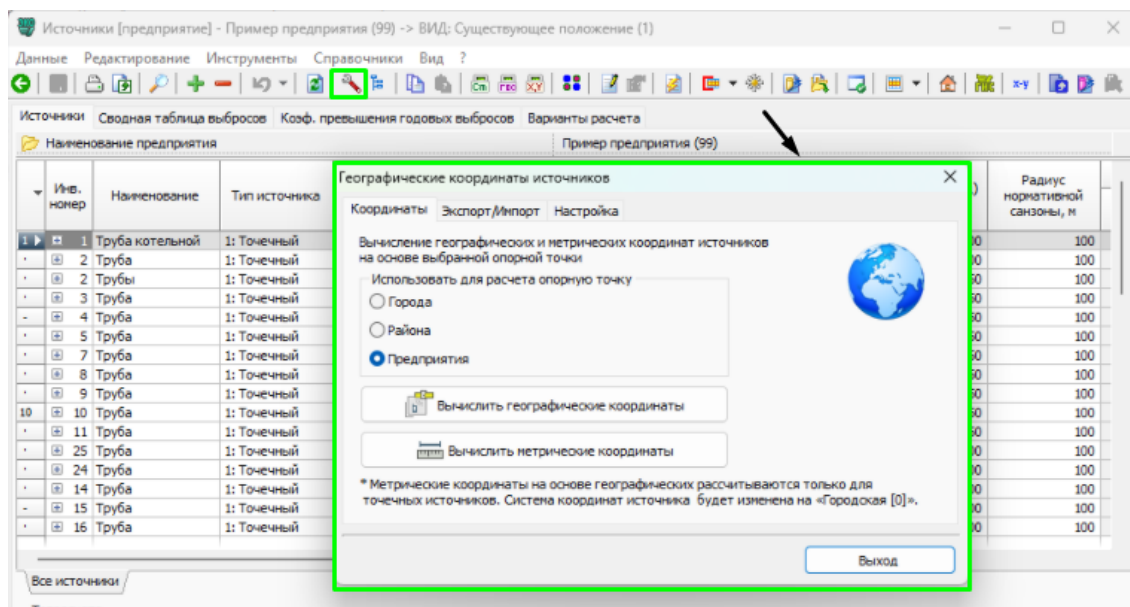 Источники [предприятие] - Пример предприятия (99) -> ВИД: Существующее положение (1)
Данные Редактирование Инструменты Справочники Вид ?
Источники Сводная таблица выбросов Коэф. превышения годовых выбросов Варианты расчета
Наименование предприятия Пример предприятия (99)
Инв. номер Наименование Тип источника Радиус нормативной санзоны, м
1 1 Труба котельной 1: Точечный 100
2 Труба 1: Точечный 100
2 Трубы 1: Точечный 100
3 Труба 1: Точечный 100
4 Труба 1: Точечный 100
5 Труба 1: Точечный 100
7 Труба 1: Точечный 100
8 Труба 1: Точечный 100
9 Труба 1: Точечный 100
10 10 Труба 1: Точечный 100
11 Труба 1: Точечный 100
25 Труба 1: Точечный 100
24 Труба 1: Точечный 100
14 Труба 1: Точечный 100
15 Труба 1: Точечный 100
16 Труба 1: Точечный 100
Все источники
Географические координаты источников
Координаты Экспорт/Импорт Настройка
Вычисление географических и метрических координат источников
на основе выбранной опорной точки
Использовать для расчета опорную точку
Города
Района
Предприятия
Вычислить географические координаты
Вычислить метрические координаты
* Метрические координаты на основе географических рассчитываются только для
точечных источников. Система координат источника будет изменена на «Городская [0]».
Выход